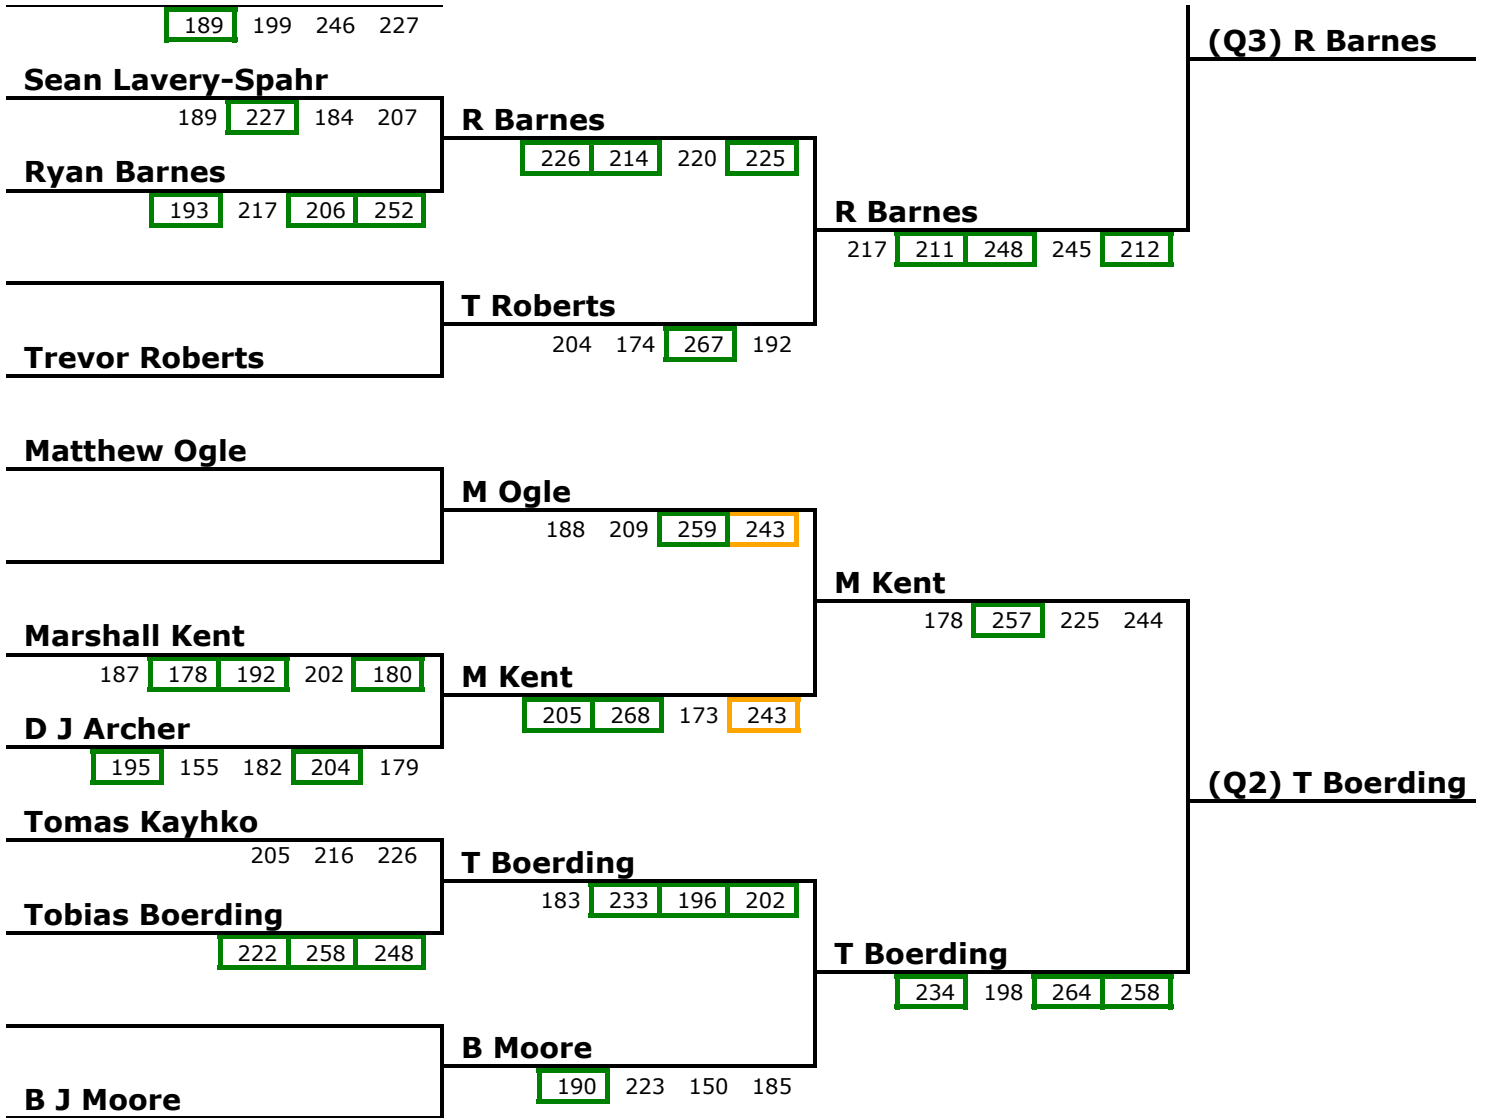 189 199 246 227
(Q3) R Barnes
Sean Lavery-Spahr
189 227 184 207
R Barnes
226 214 220 225
Ryan Barnes
193 217 206 252
R Barnes
217 211 248 245 212
T Roberts
204 174 267 192
Trevor Roberts
Matthew Ogle
M Ogle
188 209 259 243
M Kent
178 257 225 244
Marshall Kent
187 178 192 202 180
M Kent
205 268 173 243
D J Archer
195 155 182 204 179
(Q2) T Boerding
Tomas Kayhko
205 216 226
T Boerding
183 233 196 202
Tobias Boerding
222 258 248
T Boerding
234 198 264 258
B Moore
190 223 150 185
B J Moore